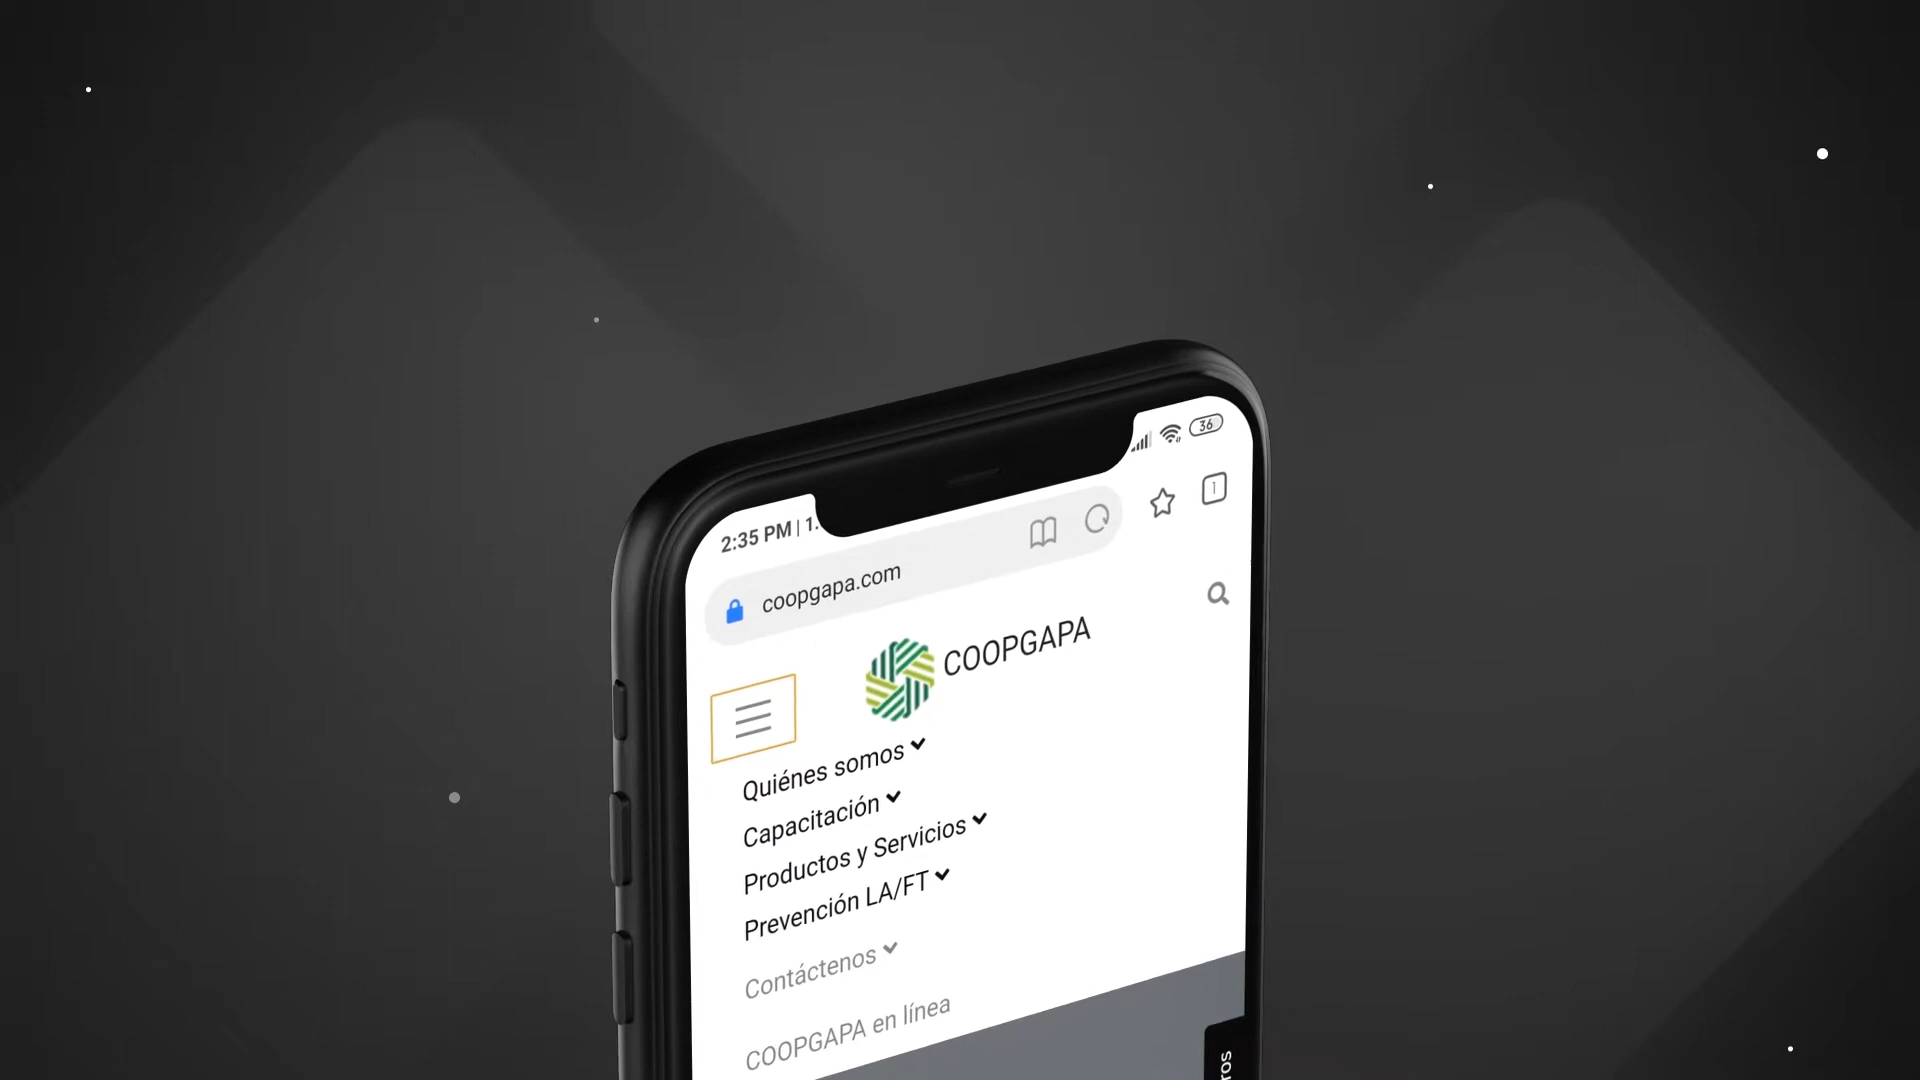 2:35 PM | 1.
36
coopgapa.com
1
COOPGAPA
Quiénes somos
Capacitación
Productos y Servicios
Prevención LA/FT
Contáctenos
COOPGAPA en línea